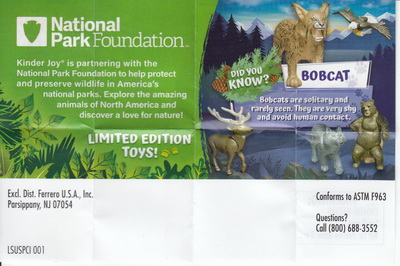 National
Park Foundation™
Kinder Joy® is partnering with the
National Park Foundation to help protect
and preserve wildlife in America's
national parks. Explore the amazing
animals of North America and
discover a love for nature!
LIMITED EDITION
TOYS!
DID YOU
KNOW?
BOBCAT
Bobcats are solitary and
rarely seen. They are very shy
and avoid human contact.
Excl. Dist. Ferrero U.S.A., Inc.
Parsippany, NJ 07054
LSUSPCI 001
Conforms to ASTM F963
Questions?
Call (800) 688-3552